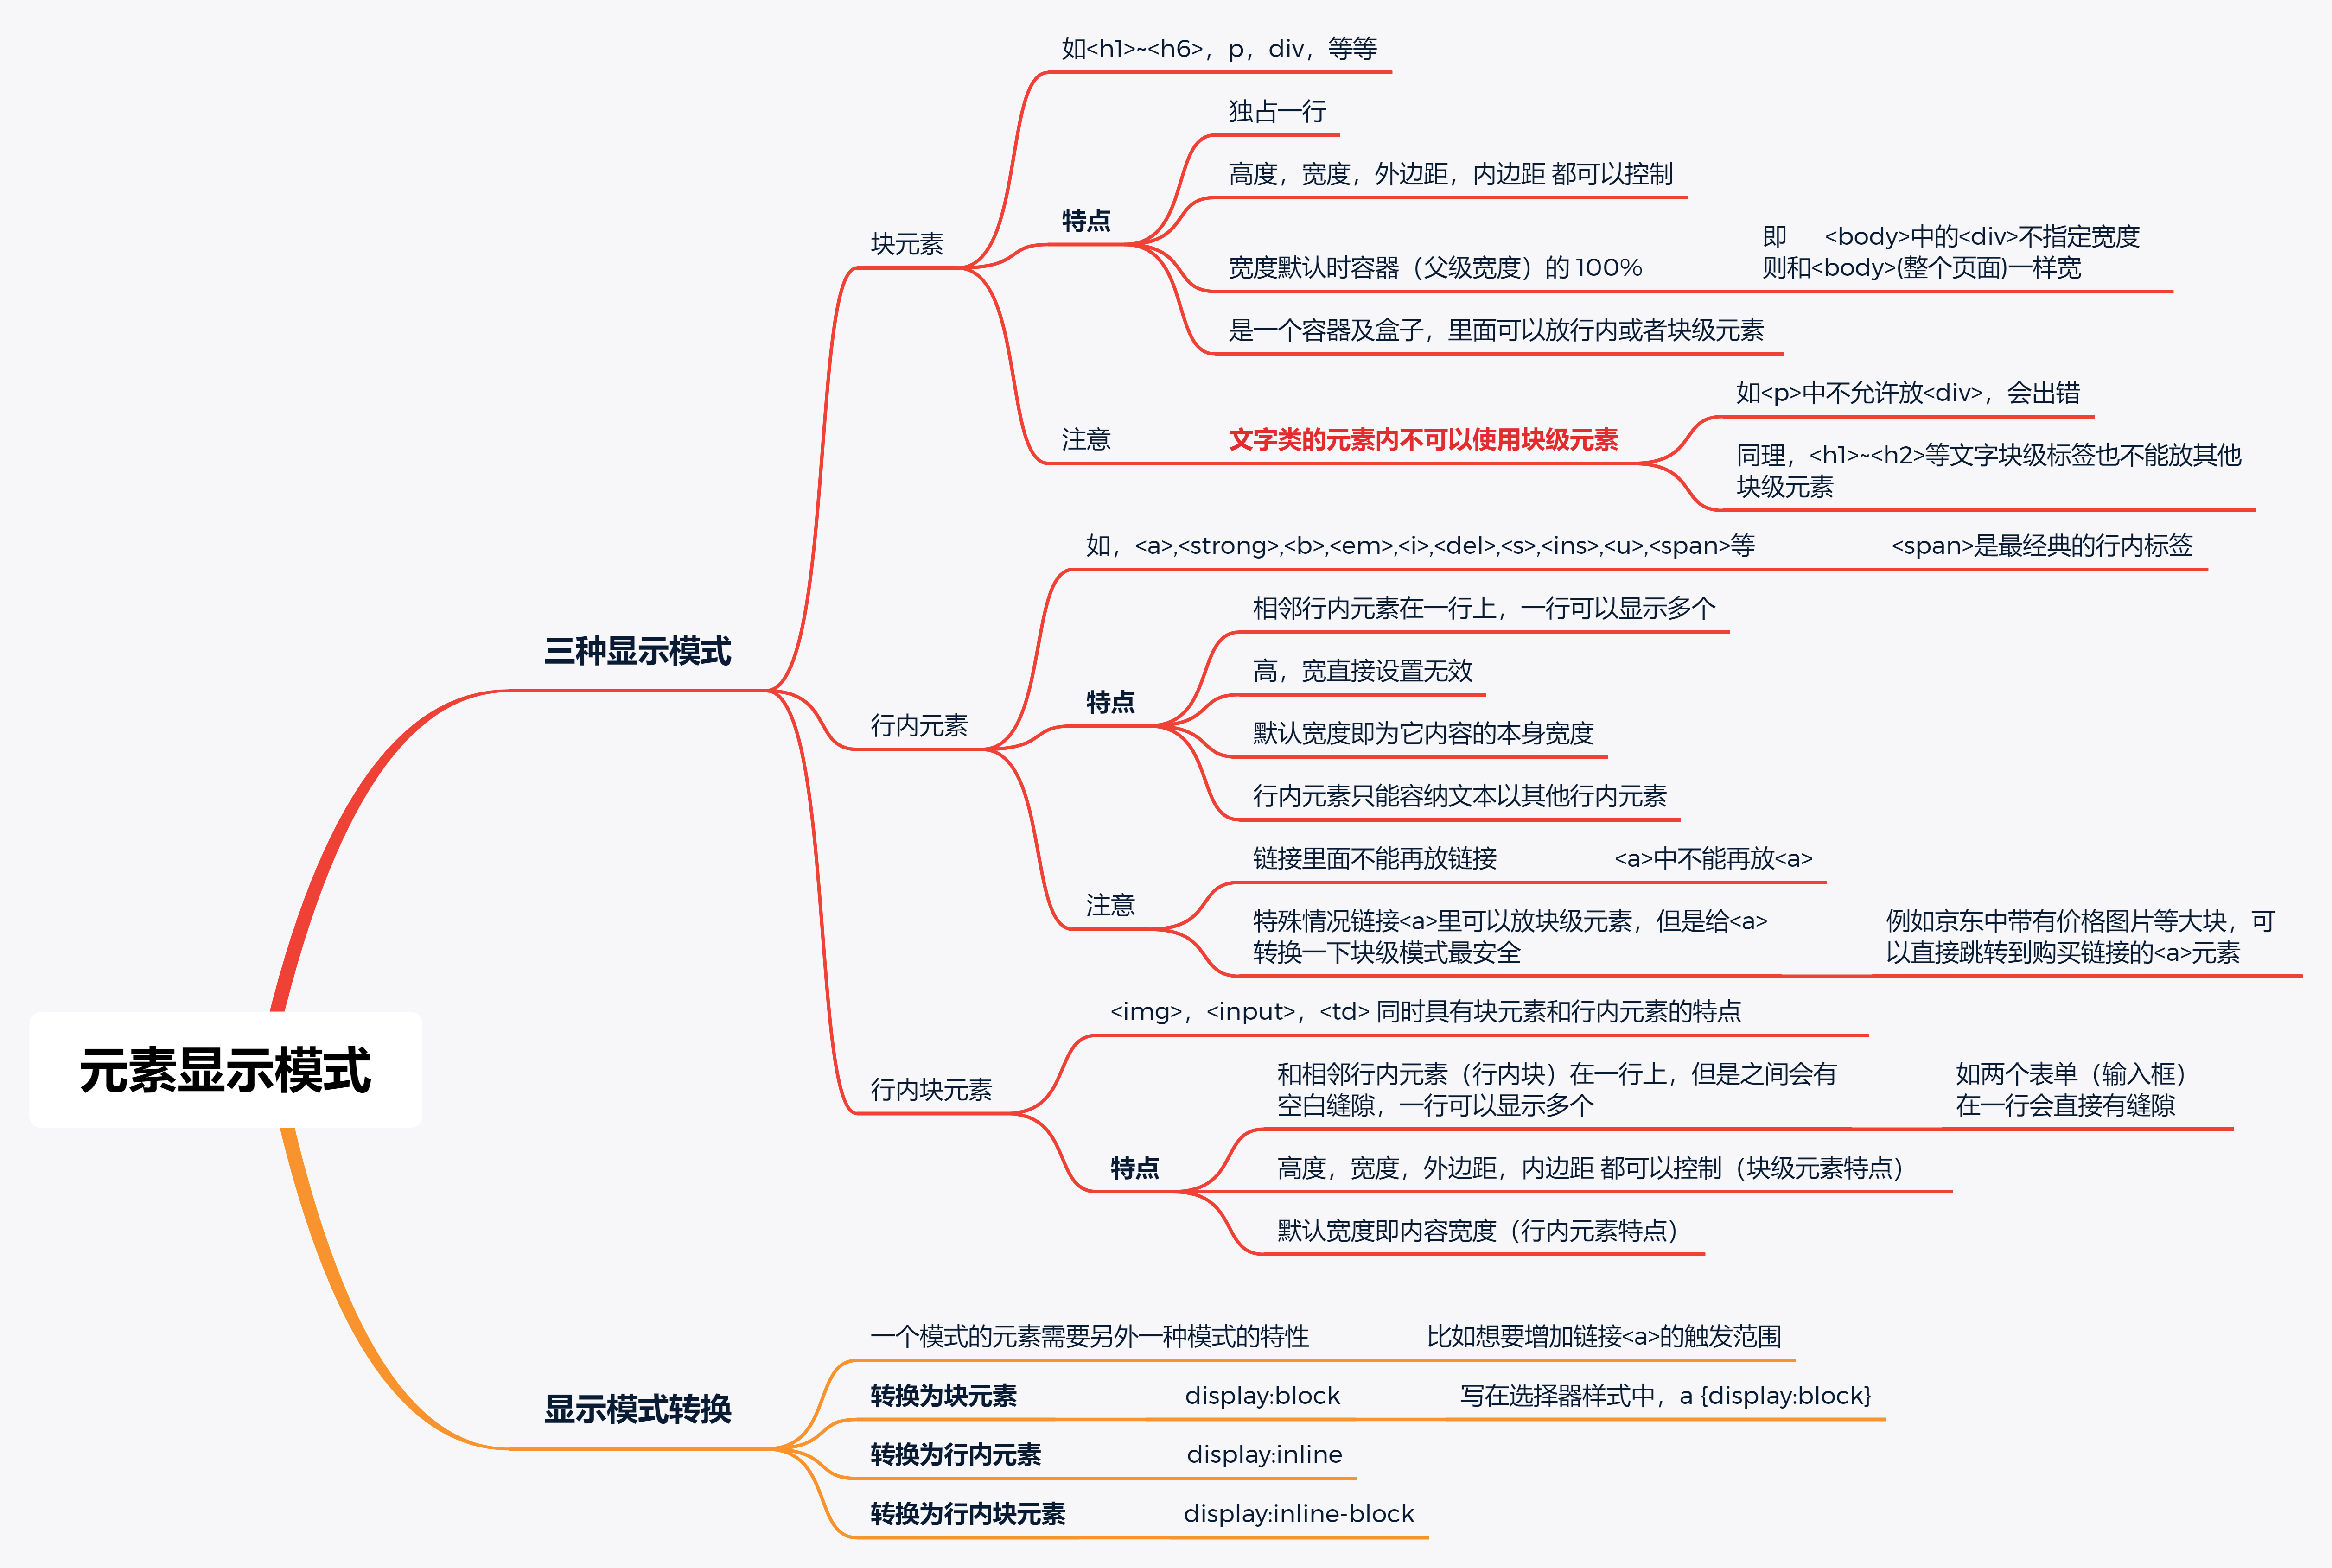 元素显示模式
三种显示模式
块元素
如<h1>~<h6>，p，div，等等
特点
独占一行
高度，宽度，外边距，内边距 都可以控制
宽度默认时容器（父级宽度）的 100%
即 <body>中的<div>不指定宽度
则和<body>(整个页面)一样宽
是一个容器及盒子，里面可以放行内或者块级元素
注意
文字类的元素内不可以使用块级元素
如<p>中不允许放<div>，会出错
同理，<h1>~<h2>等文字块级标签也不能放其他
块级元素
行内元素
如，<a>,<strong>,<b>,<em>,<i>,<del>,<s>,<ins>,<u>,<span>等
<span>是最经典的行内标签
特点
相邻行内元素在一行上，一行可以显示多个
高，宽直接设置无效
默认宽度即为它内容的本身宽度
行内元素只能容纳文本以其他行内元素
注意
链接里面不能再放链接
<a>中不能再放<a>
特殊情况链接<a>里可以放块级元素，但是给<a>
转换一下块级模式最安全
例如京东中带有价格图片等大块，可
以直接跳转到购买链接的<a>元素
行内块元素
<img>，<input>，<td> 同时具有块元素和行内元素的特点
特点
和相邻行内元素（行内块）在一行上，但是之间会有
空白缝隙，一行可以显示多个
如两个表单（输入框）
在一行会直接有缝隙
高度，宽度，外边距，内边距 都可以控制（块级元素特点）
默认宽度即内容宽度（行内元素特点）
显示模式转换
一个模式的元素需要另外一种模式的特性
比如想要增加链接<a>的触发范围
转换为块元素
display:block
写在选择器样式中，a {display:block}
转换为行内元素
display:inline
转换为行内块元素
display:inline-block